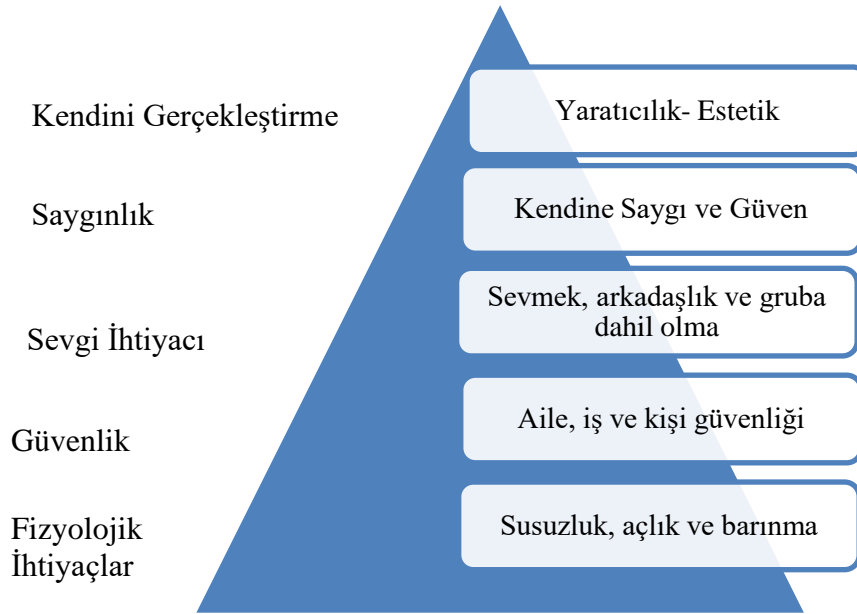 Kendini Gerçekleştirme
Yaratıcılık- Estetik
Saygınlık
Kendine Saygı ve Güven
Sevgi İhtiyacı
Sevmek, arkadaşlık ve gruba
dahil olma
Güvenlik
Aile, iş ve kişi güvenliği
Fizyolojik
İhtiyaçlar
Susuzluk, açlık ve barınma